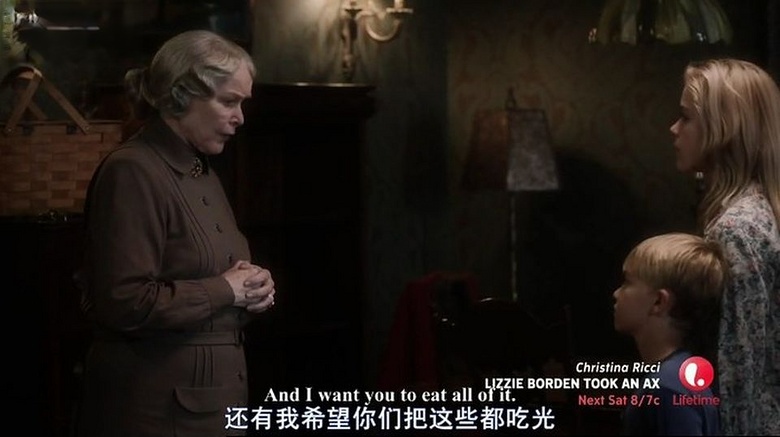 And I want you to eat all of it.
还有我希望你们把这些都吃光
Christina Ricci
LIZZIE BORDEN TOOK AN AX
Next Sat 8/7c
Lifetime